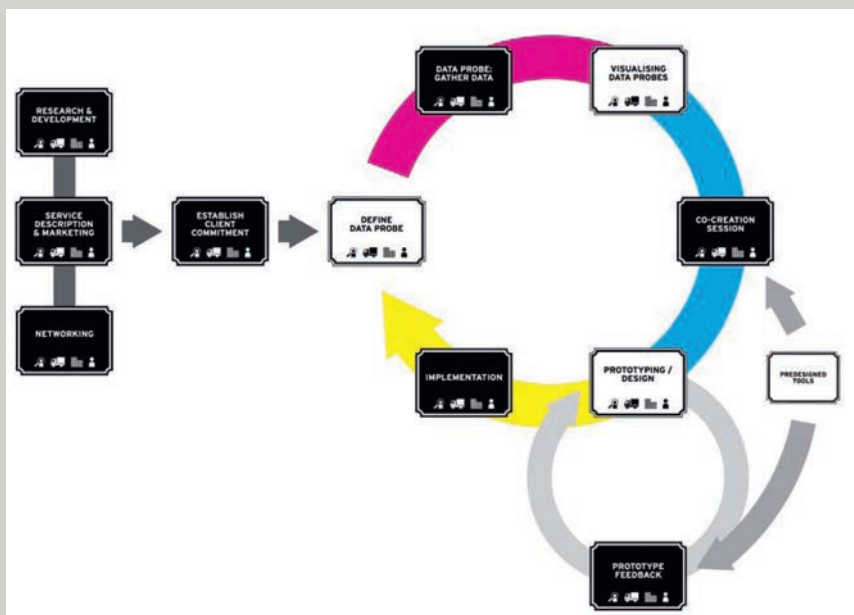 RESEARCH &
DEVELOPMENT
SERVICE
DESCRIPTION
& MARKETING
NETWORKING
ESTABLISH
CLIENT
COMMITMENT
DEFINE
DATA PROBE
DATA PROBE:
GATHER DATA
VISUALISING
DATA PROBES
CO-CREATION
SESSION
PREDESIGNED
TOOLS
PROTOTYPING /
DESIGN
IMPLEMENTATION
PROTOTYPE
FEEDBACK